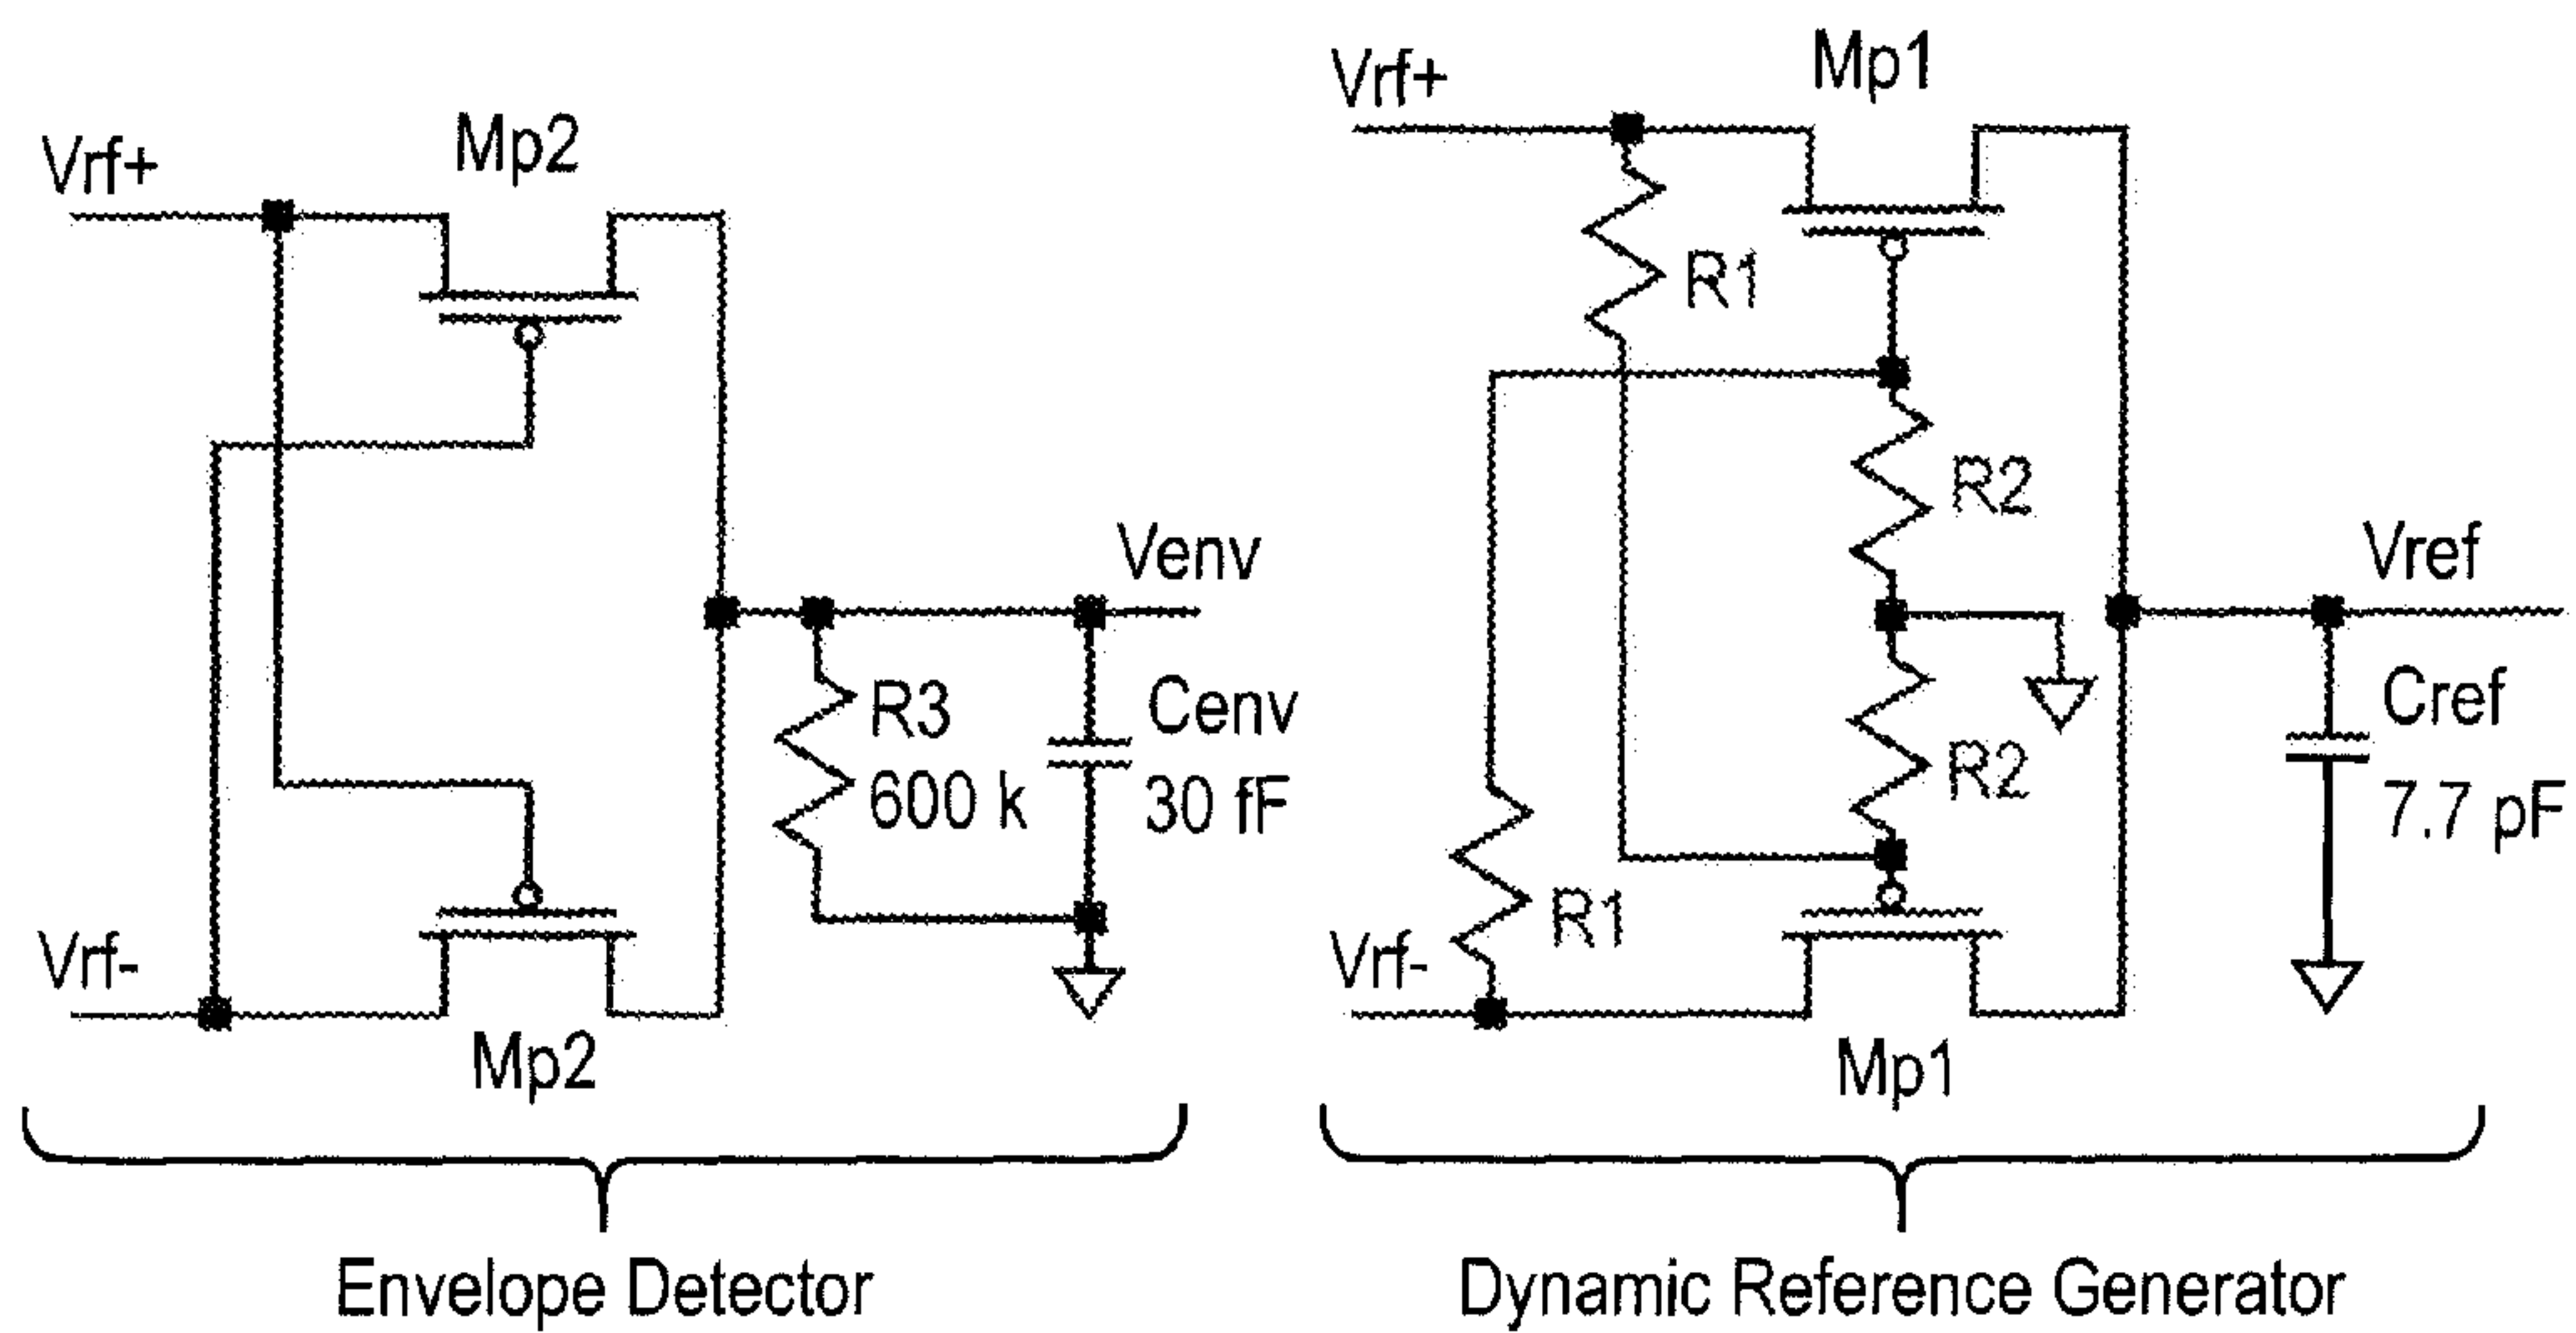 Vrf+
Mp2
Venv
R3
600 k
Cenv
30 fF
Vrf-
Mp2
Envelope Detector
Vrf+
Mp1
R1
R2
Vref
R2
Cref
7.7 pF
R1
Vrf-
Mp1
Dynamic Reference Generator